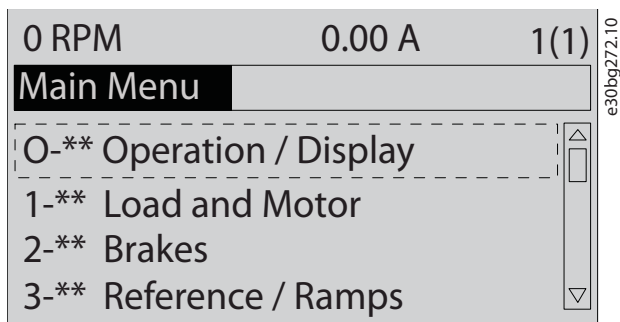 0 RPM 0.00 A 1(1)
Main Menu
O-** Operation / Display
1-** Load and Motor
2-** Brakes
3-** Reference / Ramps
e30bg272.10